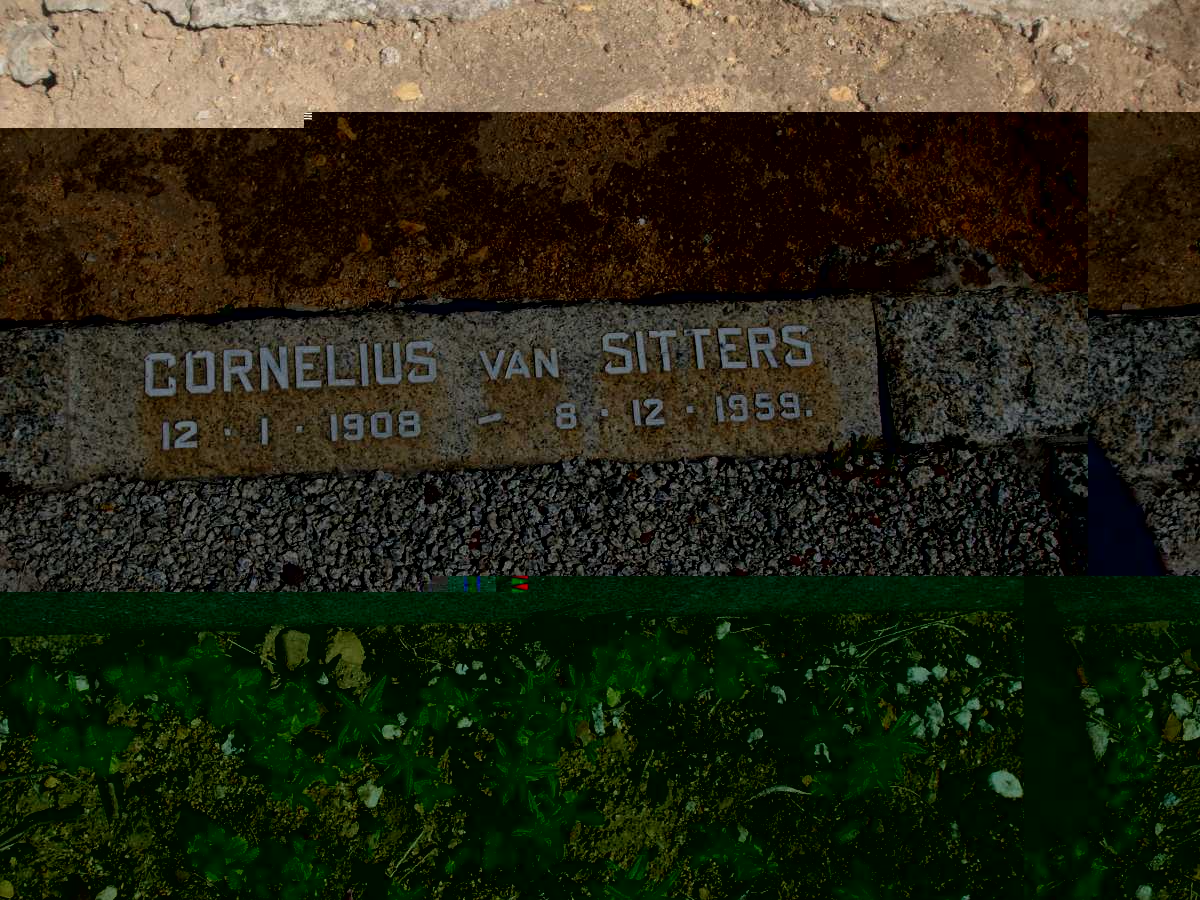 CORNELIUS VAN SITTERS
12 · 1 · 1908 – 8 · 12 · 1959.